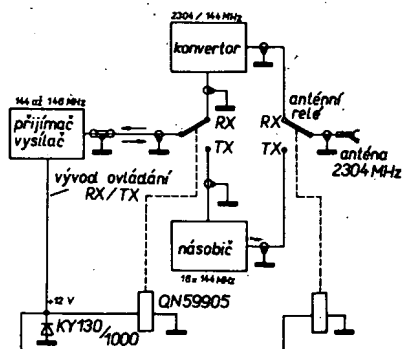 2304 / 144 MHz
konvertor
144 až 146 MHz
přijímač
vysílač
RX
TX
anténní
relé
RX
TX
anténa
2304 MHz
vývod ovládání
RX/TX
násobič
16x 144 MHz
+12 V
QN59905
KY130/1000